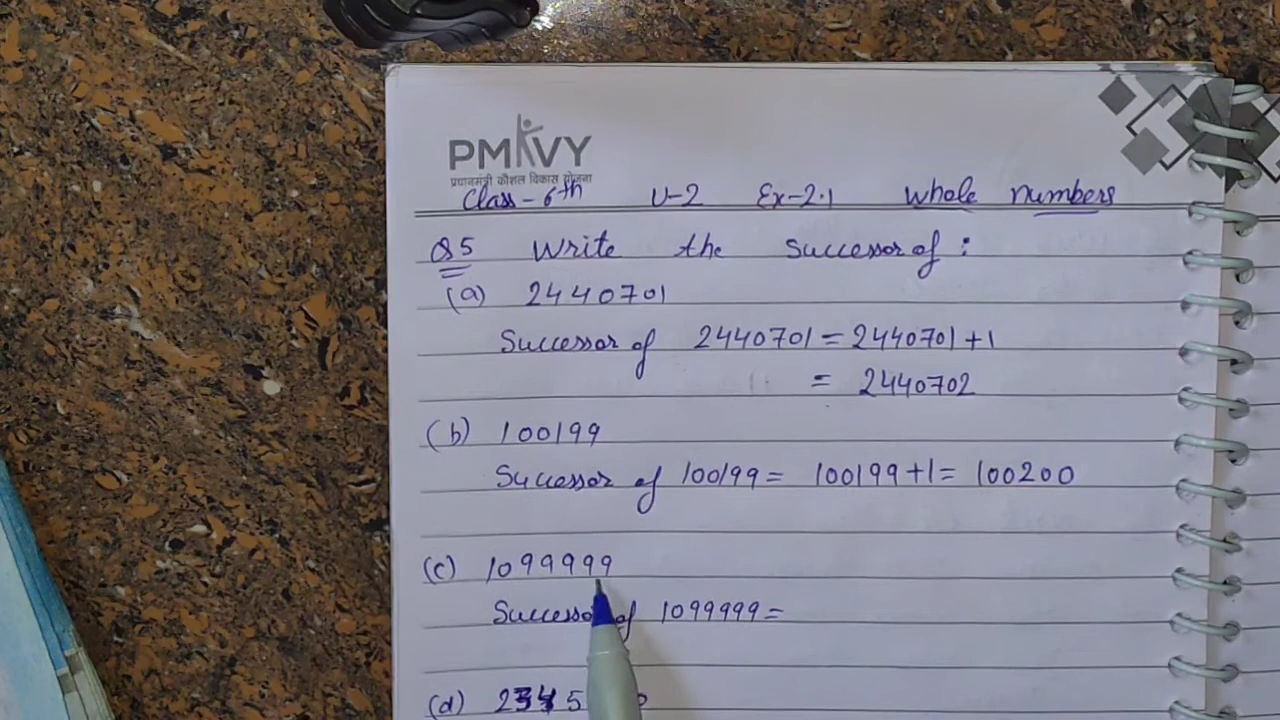 PMKVY
प्रधानमंत्री कौशल विकास योजना
Class-6th U-2 Ex-2.1 Whole numbers
Q5 Write the Successor of :
(a) 2440701
Successor of 2440701 = 2440701 + 1
= 2440702
(b) 100199
Successor of 100199 = 100199 + 1 = 100200
(c) 1099999
Successor of 1099999 =
(d)